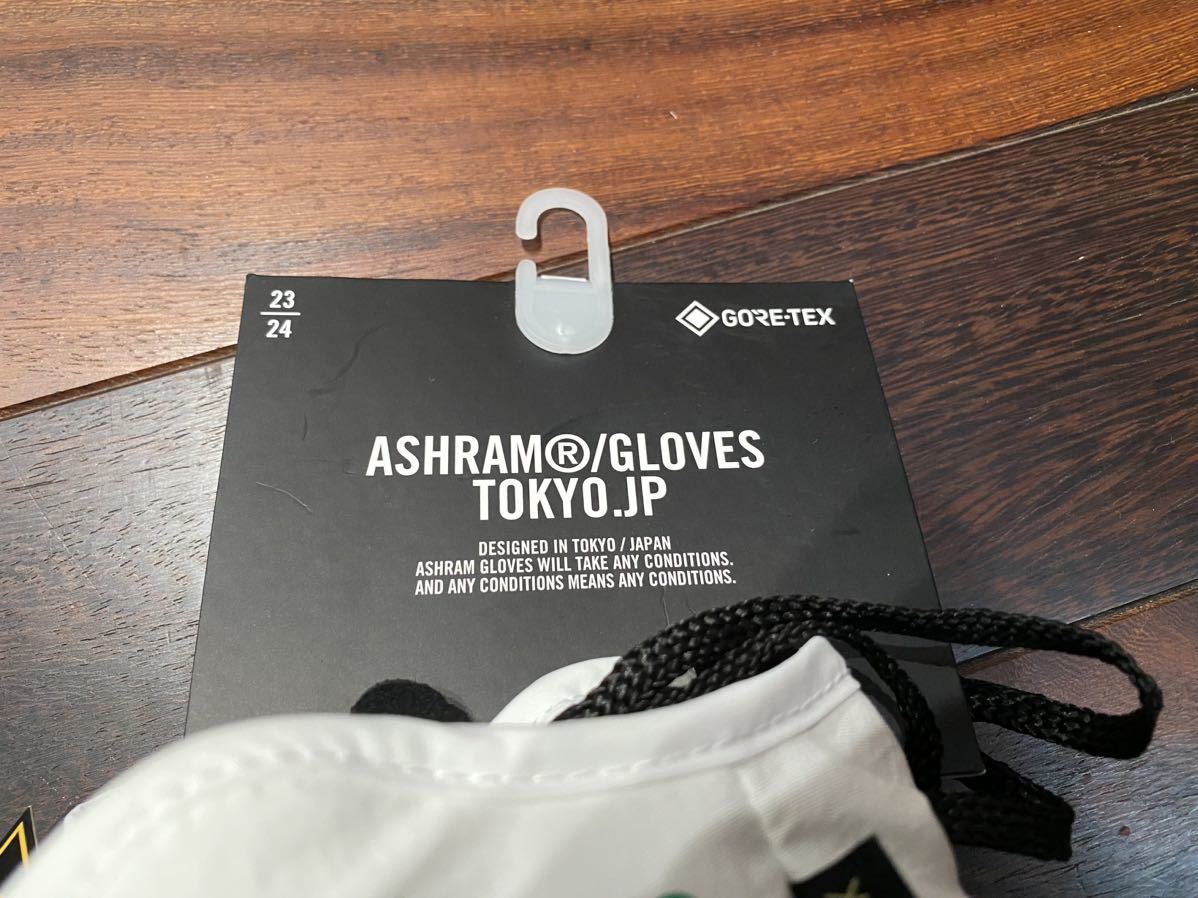 23
24
GORE-TEX
ASHRAM®/GLOVES
TOKYO.JP
DESIGNED IN TOKYO / JAPAN
ASHRAM GLOVES WILL TAKE ANY CONDITIONS.
AND ANY CONDITIONS MEANS ANY CONDITIONS.